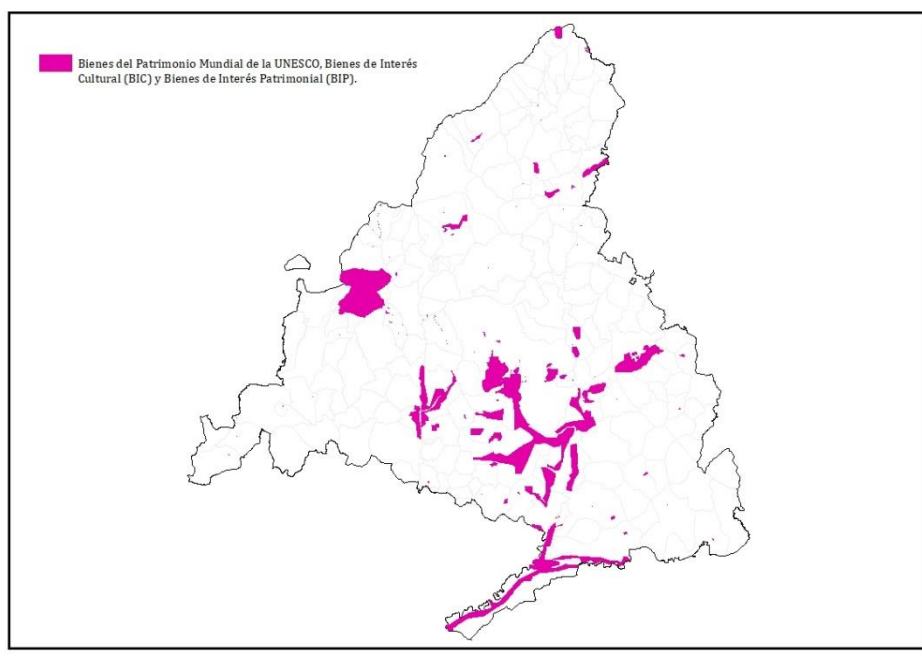 Bienes del Patrimonio Mundial de la UNESCO, Bienes de Interés
Cultural (BIC) y Bienes de Interés Patrimonial (BIP).